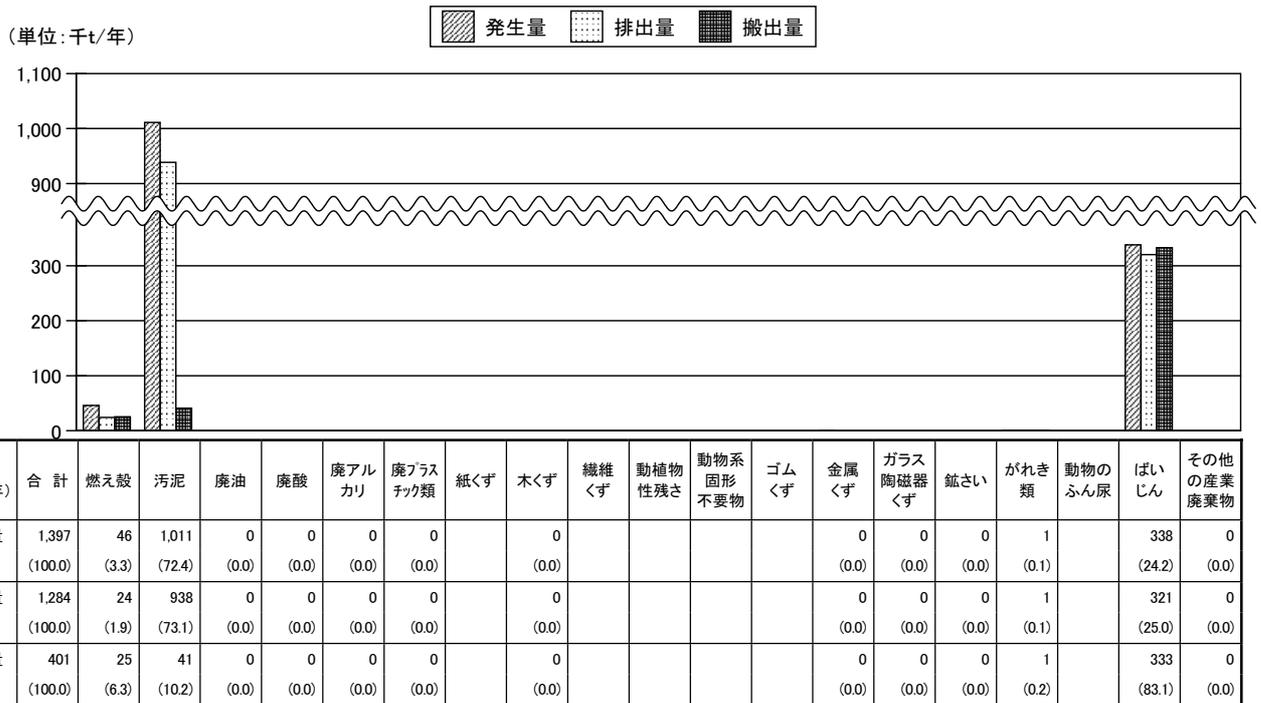 発生量 排出量 搬出量
(単位:千t/年)
1,100
1,000
900
300
200
100
0
合 計 燃え殻 汚泥 廃油 廃酸 廃アルカリ 廃プラスチック類 紙くず 木くず 繊維くず 動植物性残さ 動物系固形不要物 ゴムくず 金属くず ガラス陶磁器くず 鉱さい がれき類 動物のふん尿 ばいじん その他の産業廃棄物
1,397 46 1,011 0 0 0 0 0 0 0 0 1 338 0
(100.0) (3.3) (72.4) (0.0) (0.0) (0.0) (0.0) (0.0) (0.0) (0.0) (0.0) (0.1) (24.2) (0.0)
1,284 24 938 0 0 0 0 0 0 0 0 1 321 0
(100.0) (1.9) (73.1) (0.0) (0.0) (0.0) (0.0) (0.0) (0.0) (0.0) (0.0) (0.1) (25.0) (0.0)
401 25 41 0 0 0 0 0 0 0 0 1 333 0
(100.0) (6.3) (10.2) (0.0) (0.0) (0.0) (0.0) (0.0) (0.0) (0.0) (0.0) (0.2) (83.1) (0.0)